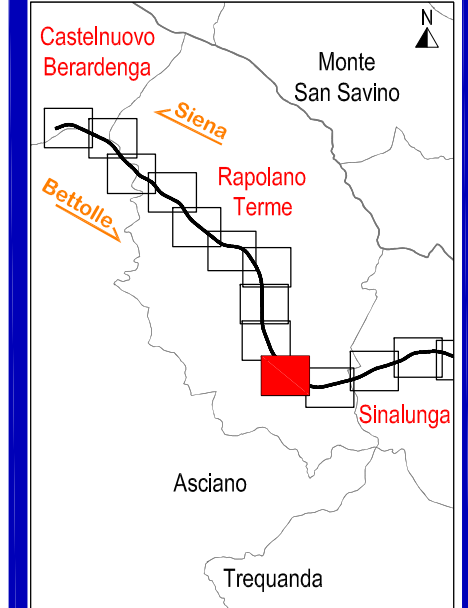 N
Castelnuovo
Berardenga
Monte
San Savino
Siena
Rapolano
Terme
Bettolle
Sinalunga
Asciano
Trequanda